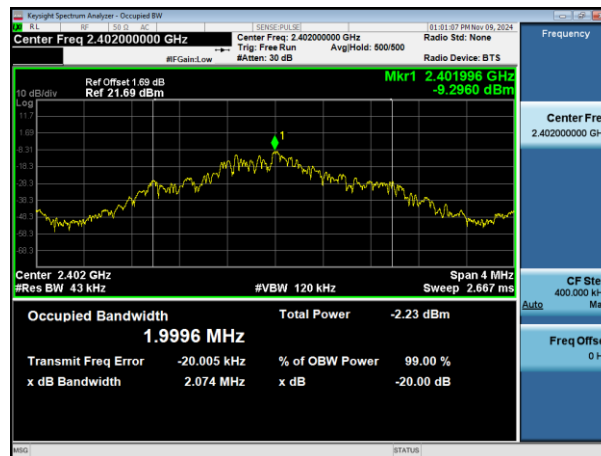 Keysight Spectrum Analyzer - Occupied BW
RL RF 50 Ω AC SENSE:PULSE 01:01:07 PM Nov 09, 2024
Center Freq 2.402000000 GHz Center Freq: 2.402000000 GHz Radio Std: None
Trig: Free Run Avg|Hold: 500/500
#IFGain:Low #Atten: 30 dB Radio Device: BTS
Frequency
Ref Offset 1.69 dB Mkr1 2.401996 GHz
10 dB/div Ref 21.69 dBm -9.2960 dBm
Log
11.7
1.69
-8.31
-18.3
-28.3
-38.3
-48.3
-58.3
-68.3
1
Center 2.402 GHz Span 4 MHz
#Res BW 43 kHz #VBW 120 kHz Sweep 2.667 ms
Occupied Bandwidth Total Power -2.23 dBm
1.9996 MHz
Transmit Freq Error -20.005 kHz % of OBW Power 99.00 %
x dB Bandwidth 2.074 MHz x dB -20.00 dB
Center Fre
2.402000000 GH
CF Ste
400.000 kH
Auto Ma
Freq Offse
0 H
MSG STATUS